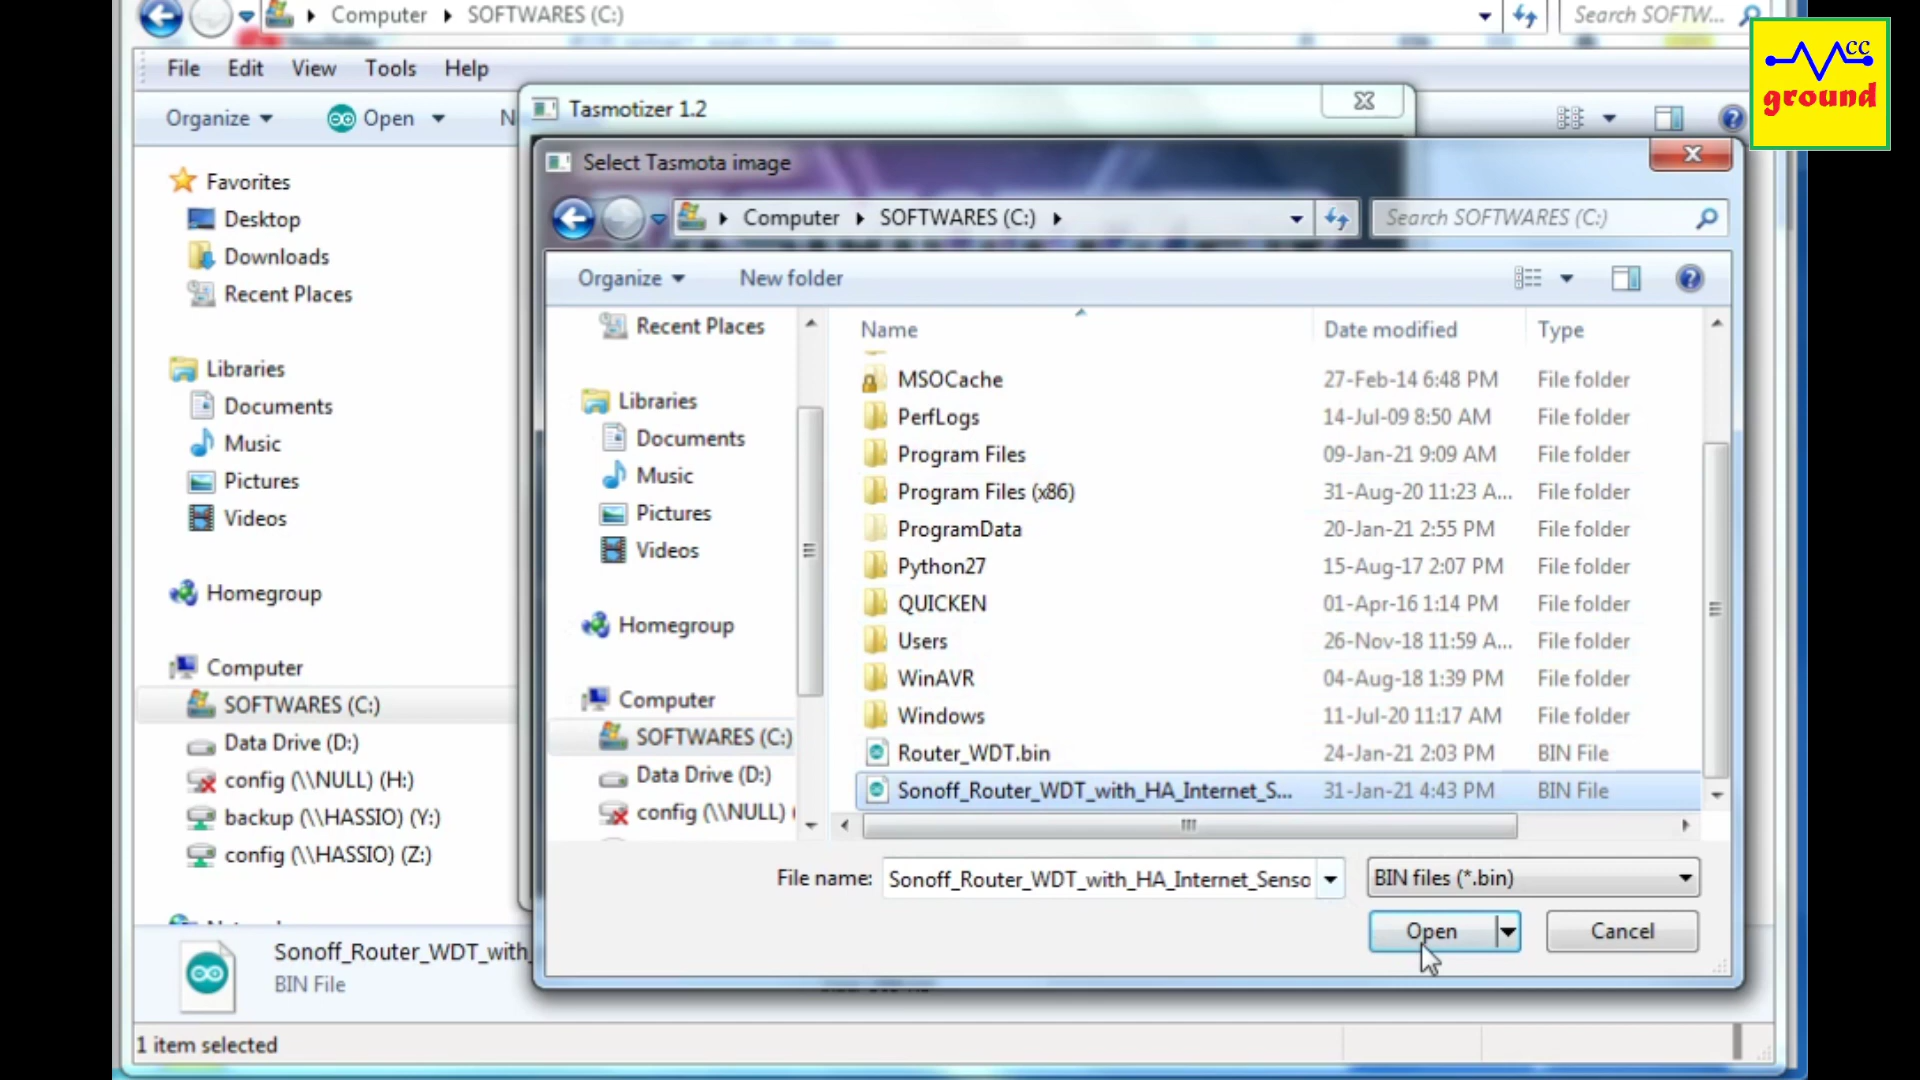 Computer SOFTWARES (C:) Search SOFTW...
File Edit View Tools Help
Organize Open N
Favorites
Desktop
Downloads
Recent Places
Libraries
Documents
Music
Pictures
Videos
Homegroup
Computer
SOFTWARES (C:)
Data Drive (D:)
config (\\NULL) (H:)
backup (\\HASSIO) (Y:)
config (\\HASSIO) (Z:)
Sonoff_Router_WDT_with_
BIN File
1 item selected
Tasmotizer 1.2
Select Tasmota image
Computer SOFTWARES (C:) Search SOFTWARES (C:)
Organize New folder
Recent Places
Libraries
Documents
Music
Pictures
Videos
Homegroup
Computer
SOFTWARES (C:)
Data Drive (D:)
config (\\NULL) (
Name Date modified Type
MSOCache 27-Feb-14 6:48 PM File folder
PerfLogs 14-Jul-09 8:50 AM File folder
Program Files 09-Jan-21 9:09 AM File folder
Program Files (x86) 31-Aug-20 11:23 A... File folder
ProgramData 20-Jan-21 2:55 PM File folder
Python27 15-Aug-17 2:07 PM File folder
QUICKEN 01-Apr-16 1:14 PM File folder
Users 26-Nov-18 11:59 A... File folder
WinAVR 04-Aug-18 1:39 PM File folder
Windows 11-Jul-20 11:17 AM File folder
Router_WDT.bin 24-Jan-21 2:03 PM BIN File
Sonoff_Router_WDT_with_HA_Internet_S... 31-Jan-21 4:43 PM BIN File
File name: Sonoff_Router_WDT_with_HA_Internet_Senso BIN files (*.bin)
Open Cancel
CC
ground